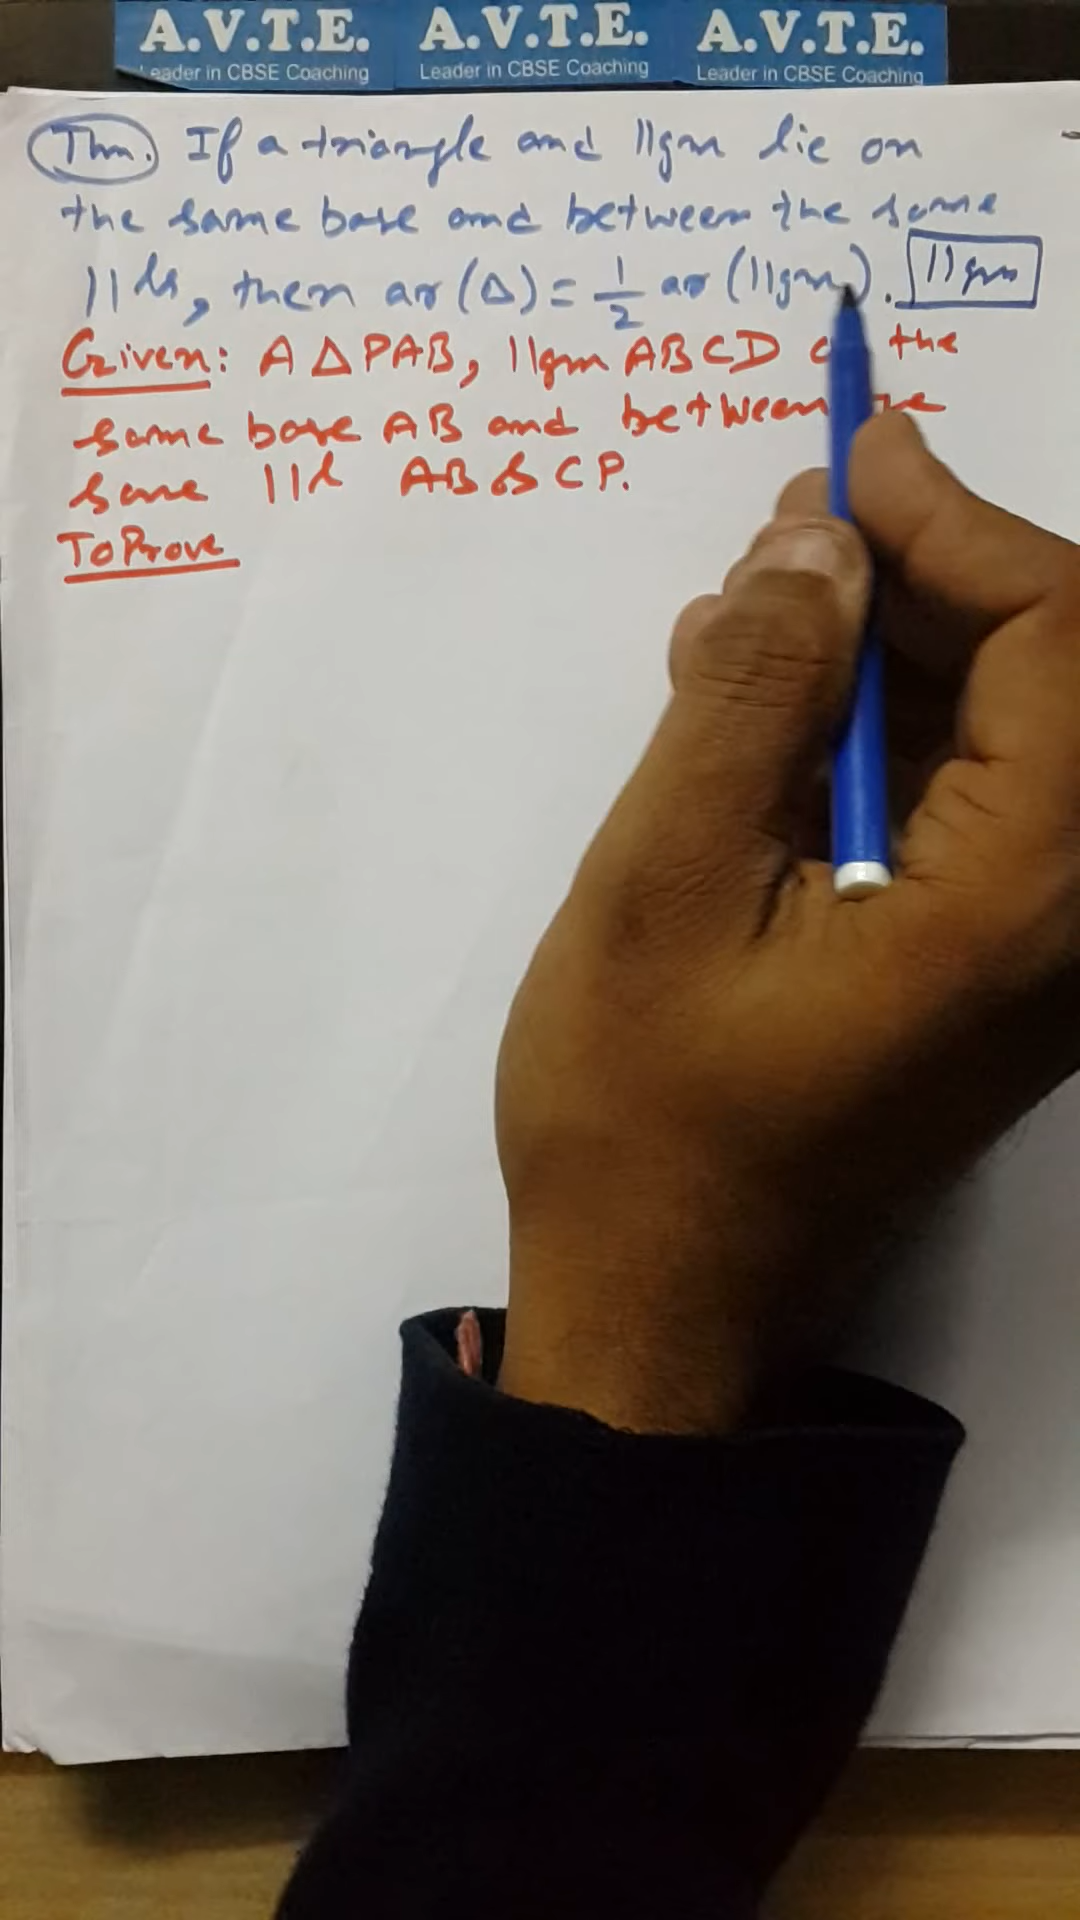 A.V.T.E. A.V.T.E. A.V.T.E.
Leader in CBSE Coaching Leader in CBSE Coaching Leader in CBSE Coaching
Thm. If a triangle and ||gm lie on
the same base and between the same
||ls, then ar (Δ) = 1/2 ar (||gm). ||gm
Given: A Δ PAB, ||gm ABCD the
same base AB and between
same ||l AB & CP.
To Prove